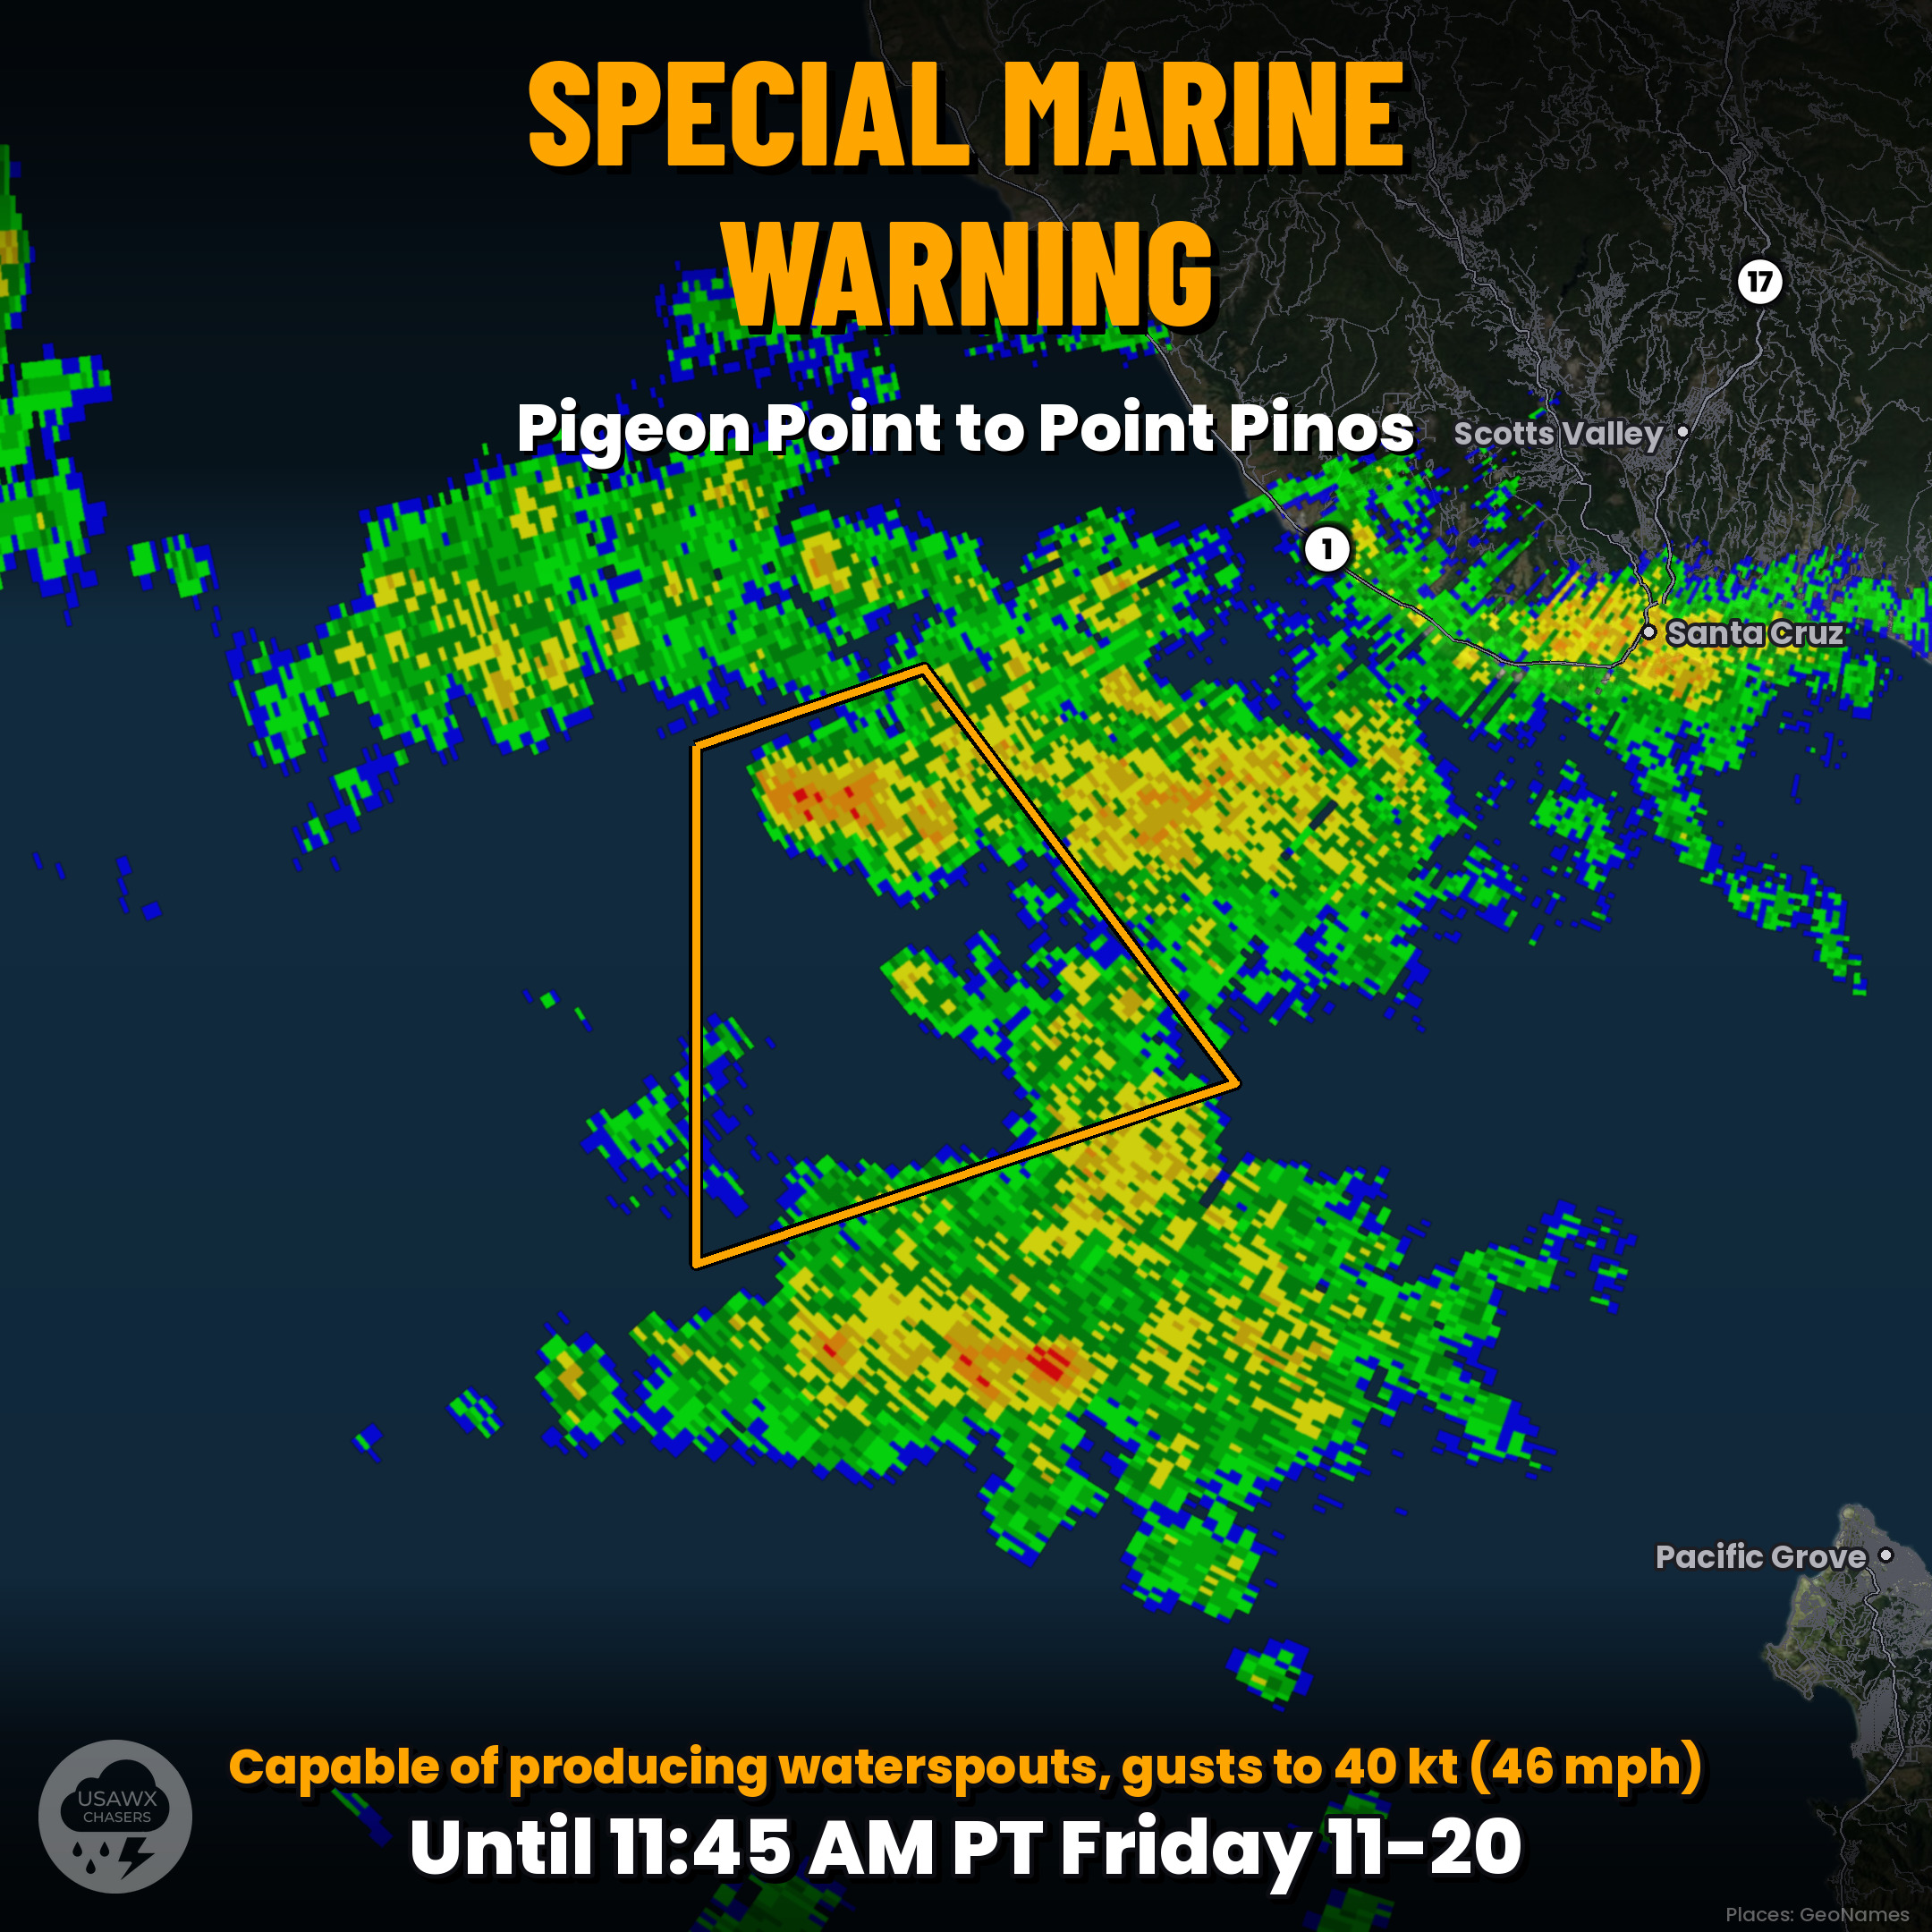 SPECIAL MARINE
WARNING
17
Pigeon Point to Point Pinos
Scotts Valley
1
Santa Cruz
Pacific Grove
Capable of producing waterspouts, gusts to 40 kt (46 mph)
USAWX
CHASERS
Until 11:45 AM PT Friday 11-20
Places: GeoNames